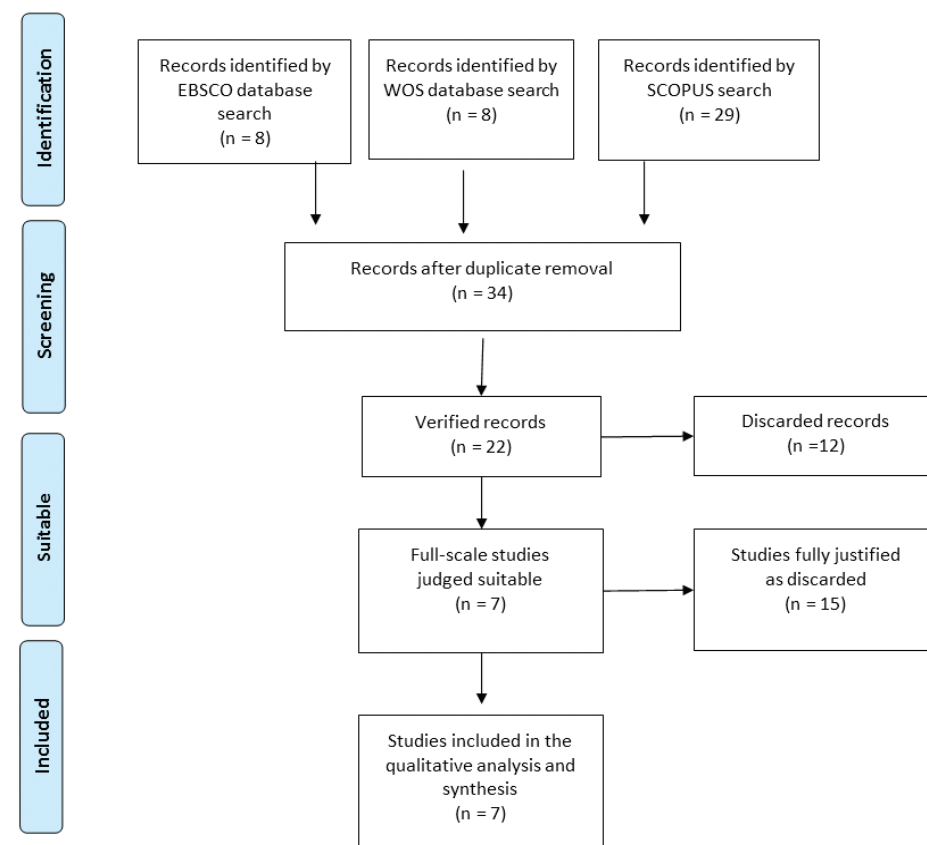 Identification
Records identified by
EBSCO database
search
(n = 8)
Records identified by
WOS database search
(n = 8)
Records identified by
SCOPUS search
(n = 29)
Screening
Records after duplicate removal
(n = 34)
Verified records
(n = 22)
Discarded records
(n =12)
Suitable
Full-scale studies
judged suitable
(n = 7)
Studies fully justified
as discarded
(n = 15)
Included
Studies included in the
qualitative analysis and
synthesis
(n = 7)